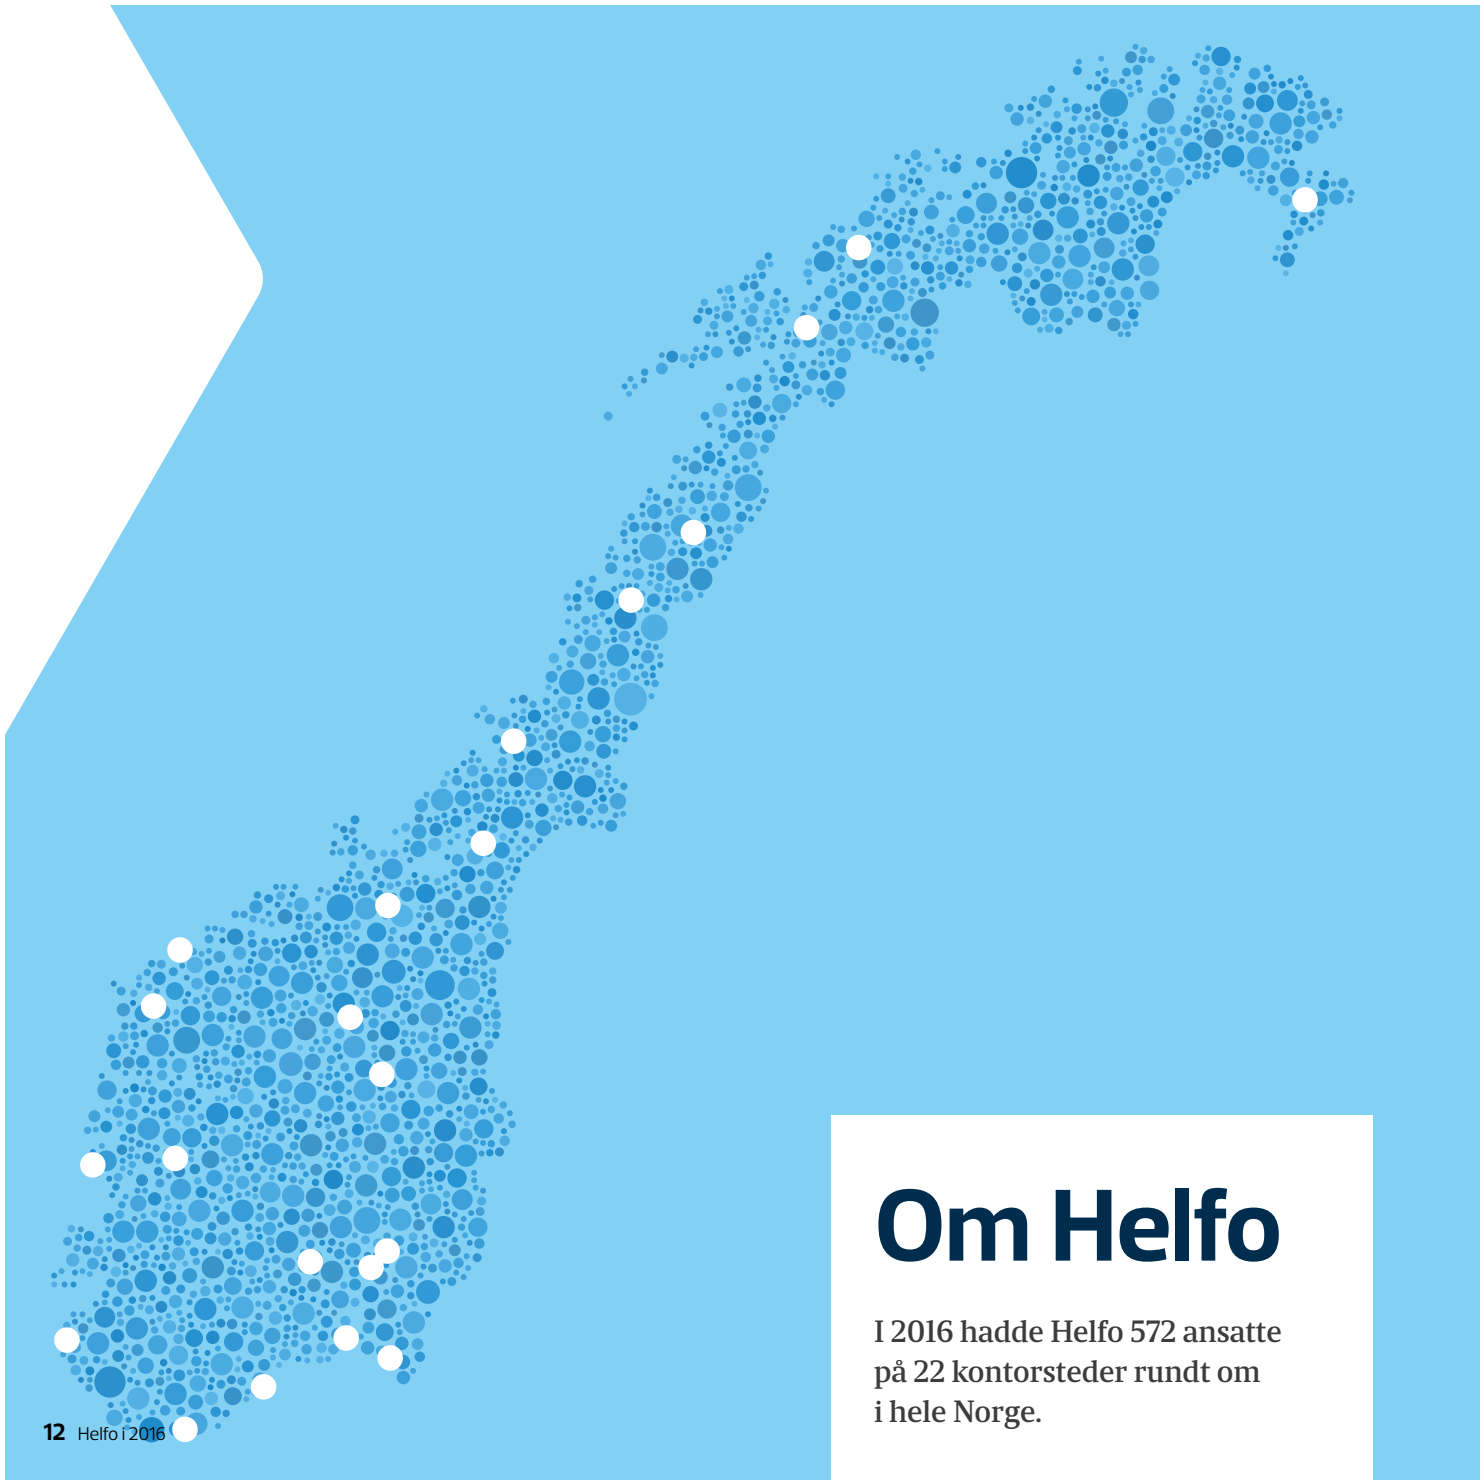 Om Helfo
I 2016 hadde Helfo 572 ansatte
på 22 kontorsteder rundt om
i hele Norge.
12 Helfo i 2016